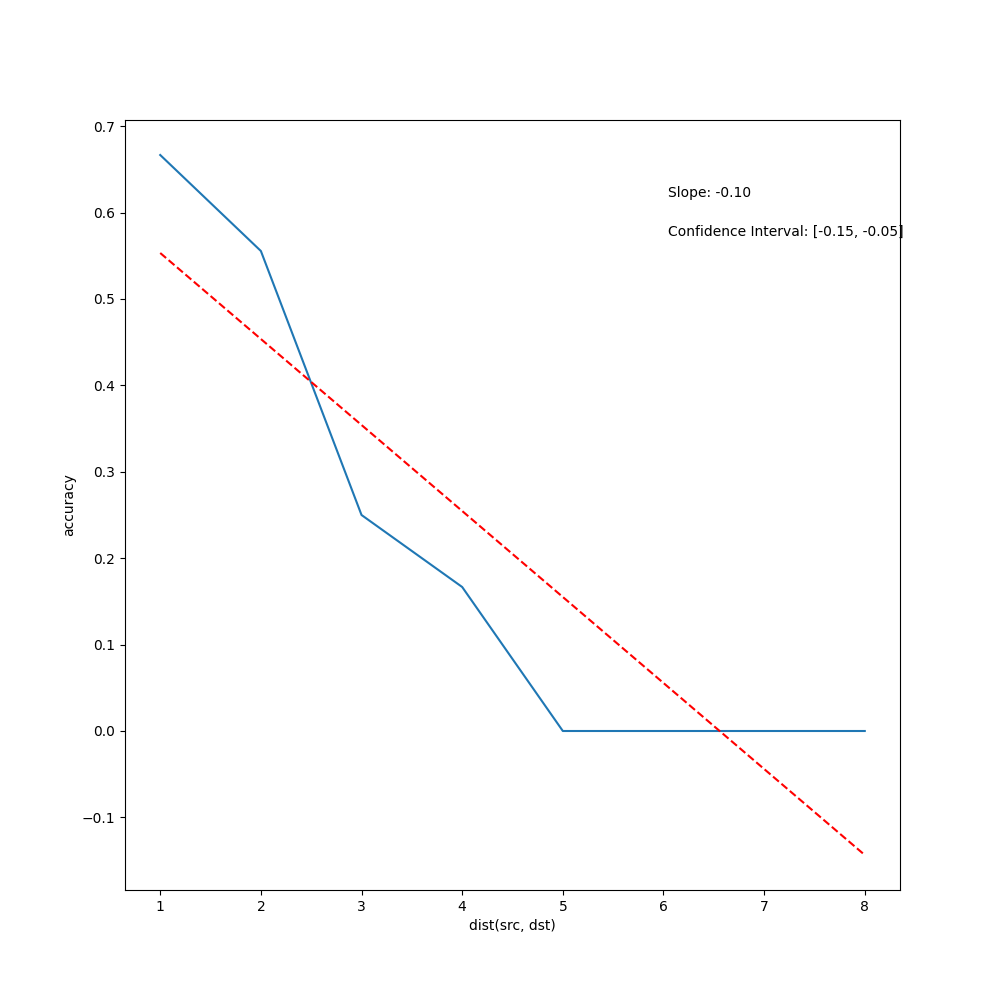 0.7
0.6
0.5
0.4
0.3
0.2
0.1
0.0
−0.1
accuracy
Slope: -0.10
Confidence Interval: [-0.15, -0.05]
1 2 3 4 5 6 7 8
dist(src, dst)